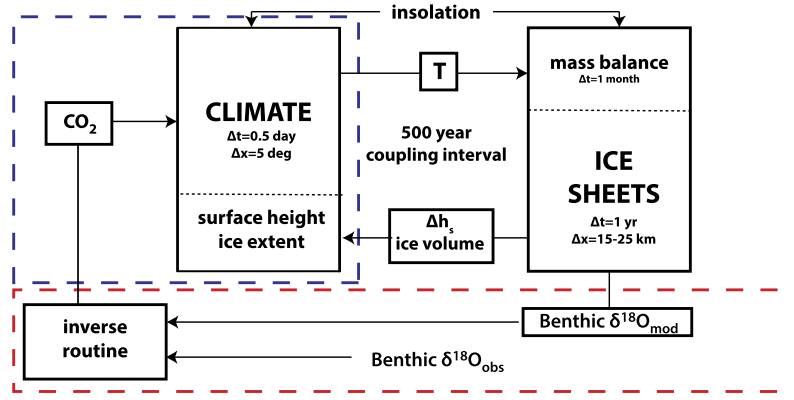 insolation
T
mass balance
Δt=1 month
CO₂
CLIMATE
Δt=0.5 day
Δx=5 deg
500 year
coupling interval
ICE
SHEETS
Δt=1 yr
Δx=15-25 km
surface height
ice extent
Δhₛ
ice volume
inverse
routine
Benthic δ¹⁸Omod
Benthic δ¹⁸Oobs